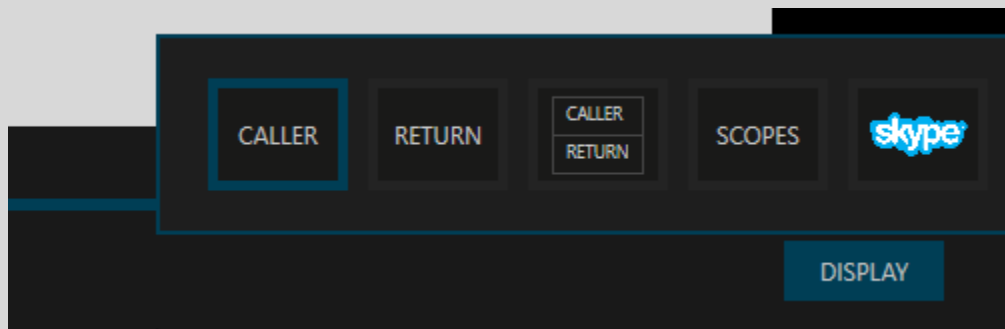 CALLER
RETURN
CALLER
RETURN
SCOPES
skype
DISPLAY